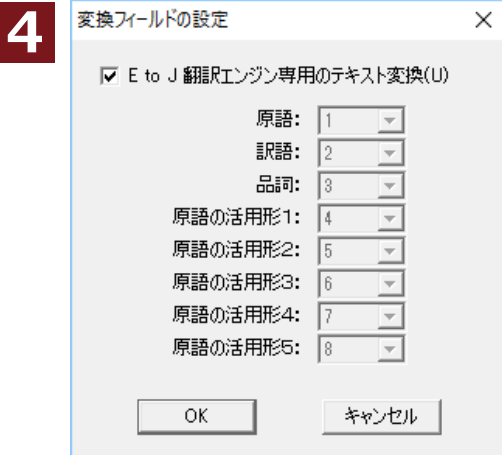 4
変換フィールドの設定
E to J 翻訳エンジン専用のテキスト変換(U)
原語: 1
訳語: 2
品詞: 3
原語の活用形1: 4
原語の活用形2: 5
原語の活用形3: 6
原語の活用形4: 7
原語の活用形5: 8
OK キャンセル